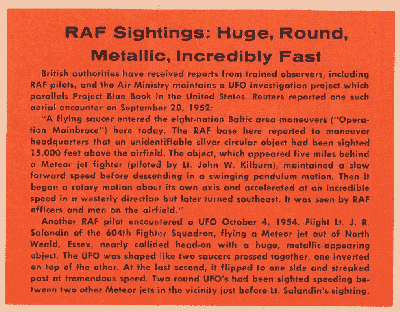 RAF Sightings: Huge, Round,
Metallic, Incredibly Fast
British authorities have received reports from trained observers, including
RAF pilots, and the Air Ministry maintains a UFO investigation project which
parallels Project Blue Book in the United States. Reuters reported one such
aerial encounter on September 20, 1952:
"A flying saucer entered the eight-nation Baltic area maneuvers ("Opera-
tion Mainbrace") here today. The RAF base here reported to maneuver
headquarters that an unidentifiable silver circular object had been sighted
15,000 feet above the airfield. The object, which appeared five miles behind
a Meteor jet fighter (piloted by Lt. John W. Kilburn), maintained a slow
forward speed before descending in a swinging pendulum motion. Then it
began a rotary motion about its own axis and accelerated at an incredible
speed in a westerly direction but later turned southeast. It was seen by RAF
officers and men on the airfield."
Another RAF pilot encountered a UFO October 4, 1954. Flight Lt. J. R.
Salandin of the 604th Fighter Squadron, flying a Meteor jet out of North
Weald, Essex, nearly collided head-on with a huge, metallic-appearing
object. The UFO was shaped like two saucers pressed together, one inverted
on top of the other. At the last second, it flipped to one side and streaked
past at tremendous speed. Two round UFO's had been sighted speeding be-
tween two other Meteor jets in the vicinity just before Lt. Salandin's sighting.